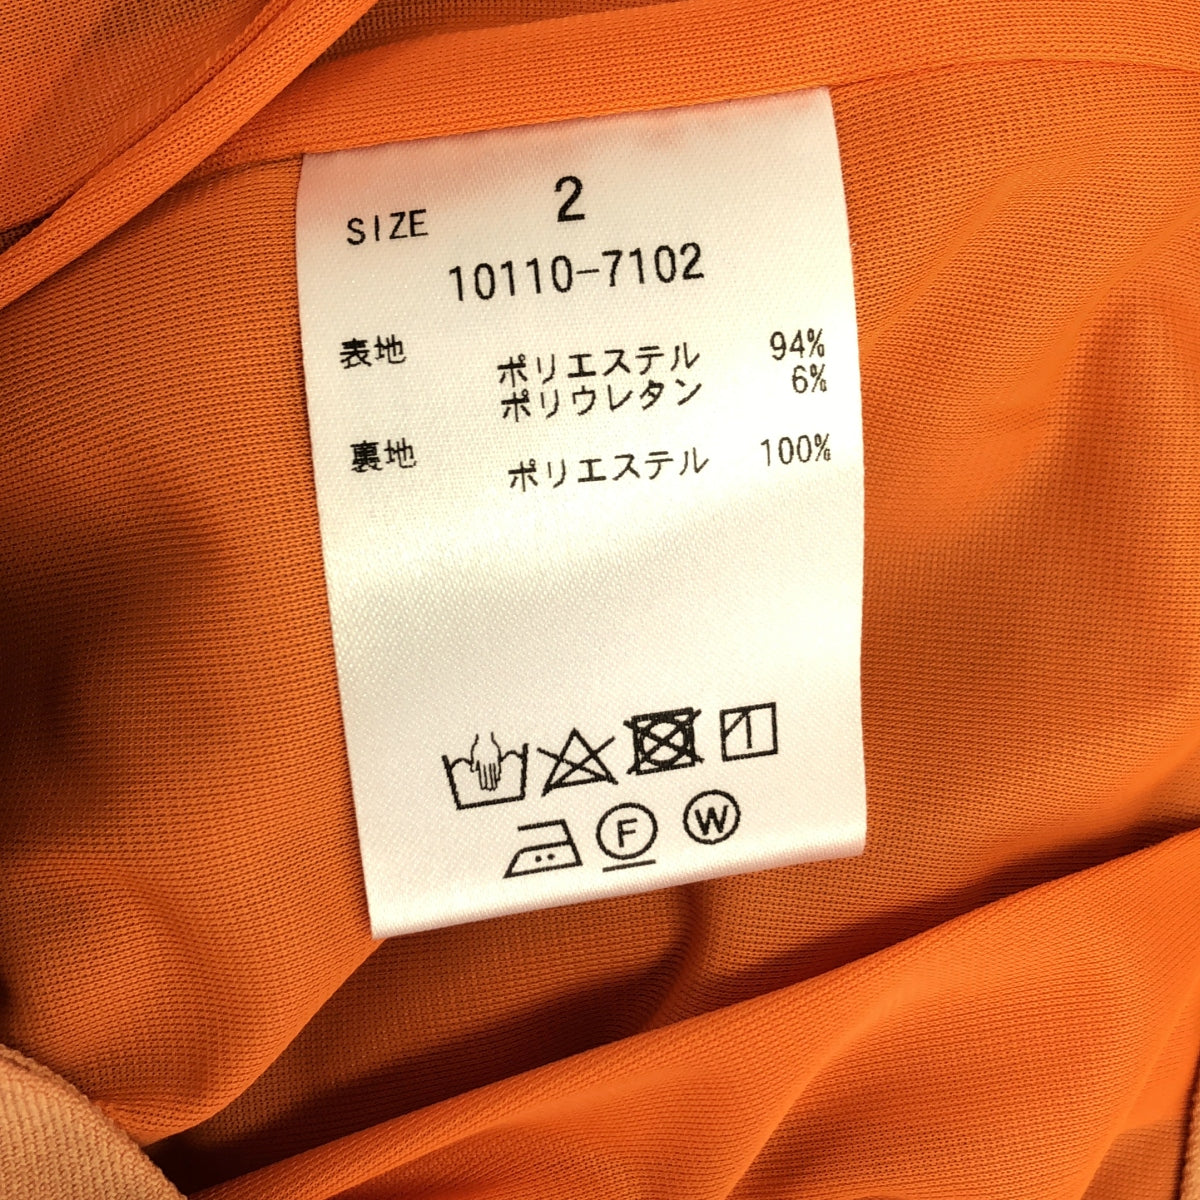 SIZE 2
10110-7102
表地 ポリエステル 94%
ポリウレタン 6%
裏地 ポリエステル 100%
F W